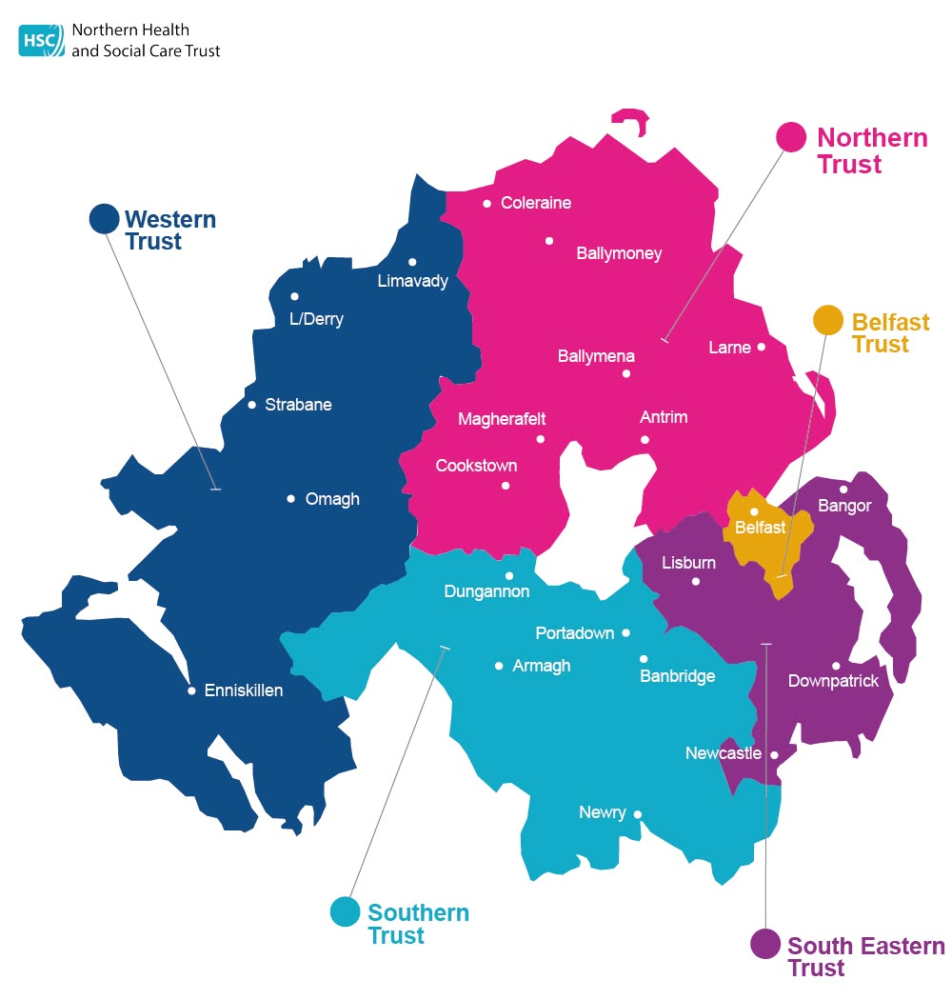 HSC
Northern Health
and Social Care Trust
Northern
Trust
Western
Trust
Coleraine
Ballymoney
Limavady
L/Derry
Belfast
Trust
Larne
Ballymena
Strabane
Magherafelt
Antrim
Cookstown
Omagh
Bangor
Belfast
Lisburn
Dungannon
Portadown
Armagh
Banbridge
Downpatrick
Enniskillen
Newcastle
Newry
Southern
Trust
South Eastern
Trust